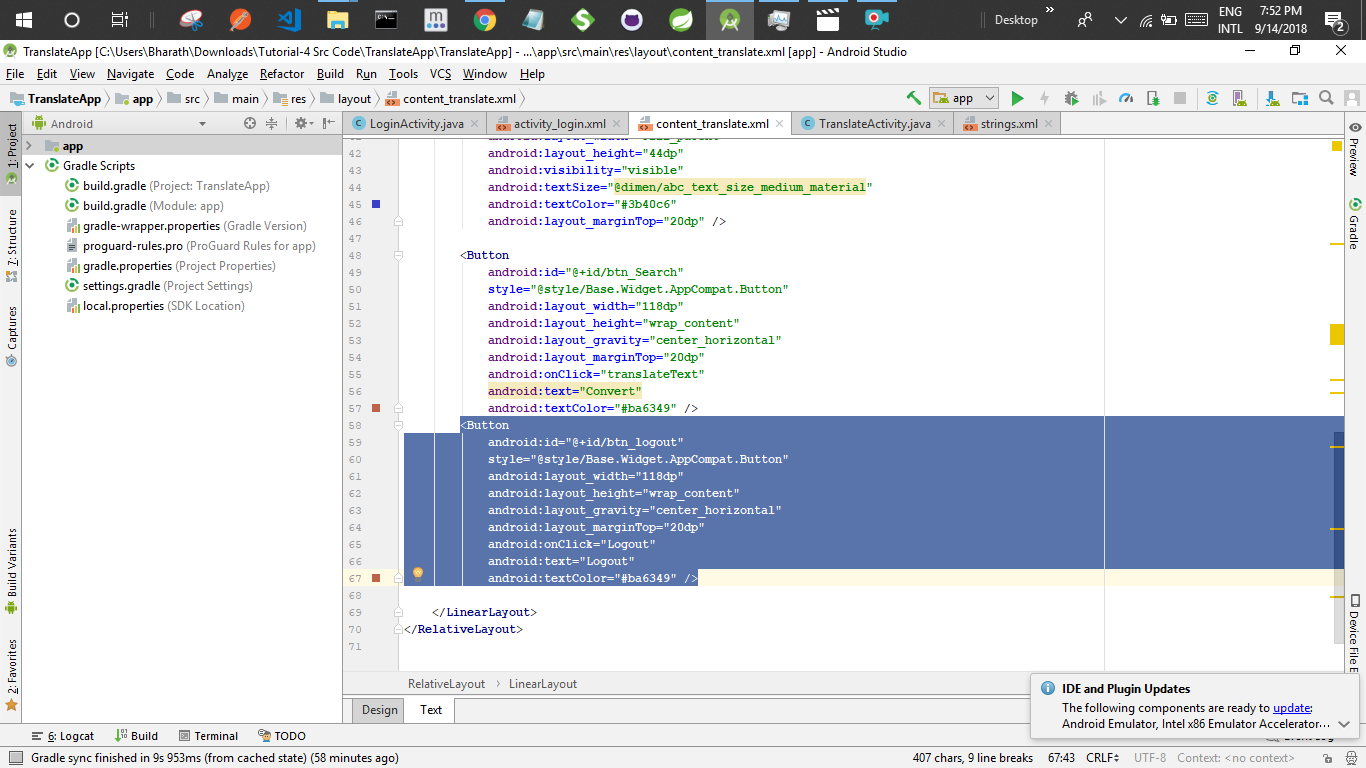 Desktop
ENG
INTL
7:52 PM
9/14/2018
2
TranslateApp [C:\Users\Bharath\Downloads\Tutorial-4 Src Code\TranslateApp\TranslateApp] - ...\app\src\main\res\layout\content_translate.xml [app] - Android Studio
File Edit View Navigate Code Analyze Refactor Build Run Tools VCS Window Help
TranslateApp app src main res layout content_translate.xml app
Android
LoginActivity.java activity_login.xml content_translate.xml TranslateActivity.java strings.xml
1: Project
7: Structure
Captures
Build Variants
2: Favorites
app
Gradle Scripts
build.gradle (Project: TranslateApp)
build.gradle (Module: app)
gradle-wrapper.properties (Gradle Version)
proguard-rules.pro (ProGuard Rules for app)
gradle.properties (Project Properties)
settings.gradle (Project Settings)
local.properties (SDK Location)
42 android:layout_height="44dp"
43 android:visibility="visible"
44 android:textSize="@dimen/abc_text_size_medium_material"
45 android:textColor="#3b40c6"
46 android:layout_marginTop="20dp" />
47
48 <Button
49 android:id="@+id/btn_Search"
50 style="@style/Base.Widget.AppCompat.Button"
51 android:layout_width="118dp"
52 android:layout_height="wrap_content"
53 android:layout_gravity="center_horizontal"
54 android:layout_marginTop="20dp"
55 android:onClick="translateText"
56 android:text="Convert"
57 android:textColor="#ba6349" />
58 <Button
59 android:id="@+id/btn_logout"
60 style="@style/Base.Widget.AppCompat.Button"
61 android:layout_width="118dp"
62 android:layout_height="wrap_content"
63 android:layout_gravity="center_horizontal"
64 android:layout_marginTop="20dp"
65 android:onClick="Logout"
66 android:text="Logout"
67 android:textColor="#ba6349" />
68
69 </LinearLayout>
70 </RelativeLayout>
71
RelativeLayout LinearLayout
Design Text
Preview
Gradle
Device File E
IDE and Plugin Updates
The following components are ready to update:
Android Emulator, Intel x86 Emulator Accelerator...
6: Logcat Build Terminal TODO
Gradle sync finished in 9s 953ms (from cached state) (58 minutes ago)
407 chars, 9 line breaks 67:43 CRLF UTF-8 Context: <no context>